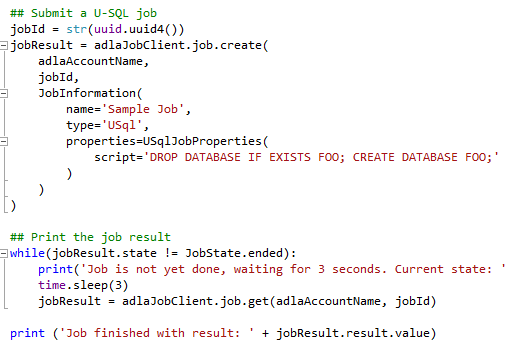 ## Submit a U-SQL job
jobId = str(uuid.uuid4())
jobResult = adlaJobClient.job.create(
    adlaAccountName,
    jobId,
    JobInformation(
        name='Sample Job',
        type='USql',
        properties=USqlJobProperties(
            script='DROP DATABASE IF EXISTS FOO; CREATE DATABASE FOO;'
        )
    )
)
## Print the job result
while(jobResult.state != JobState.ended):
    print('Job is not yet done, waiting for 3 seconds. Current state: '
    time.sleep(3)
    jobResult = adlaJobClient.job.get(adlaAccountName, jobId)
print ('Job finished with result: ' + jobResult.result.value)